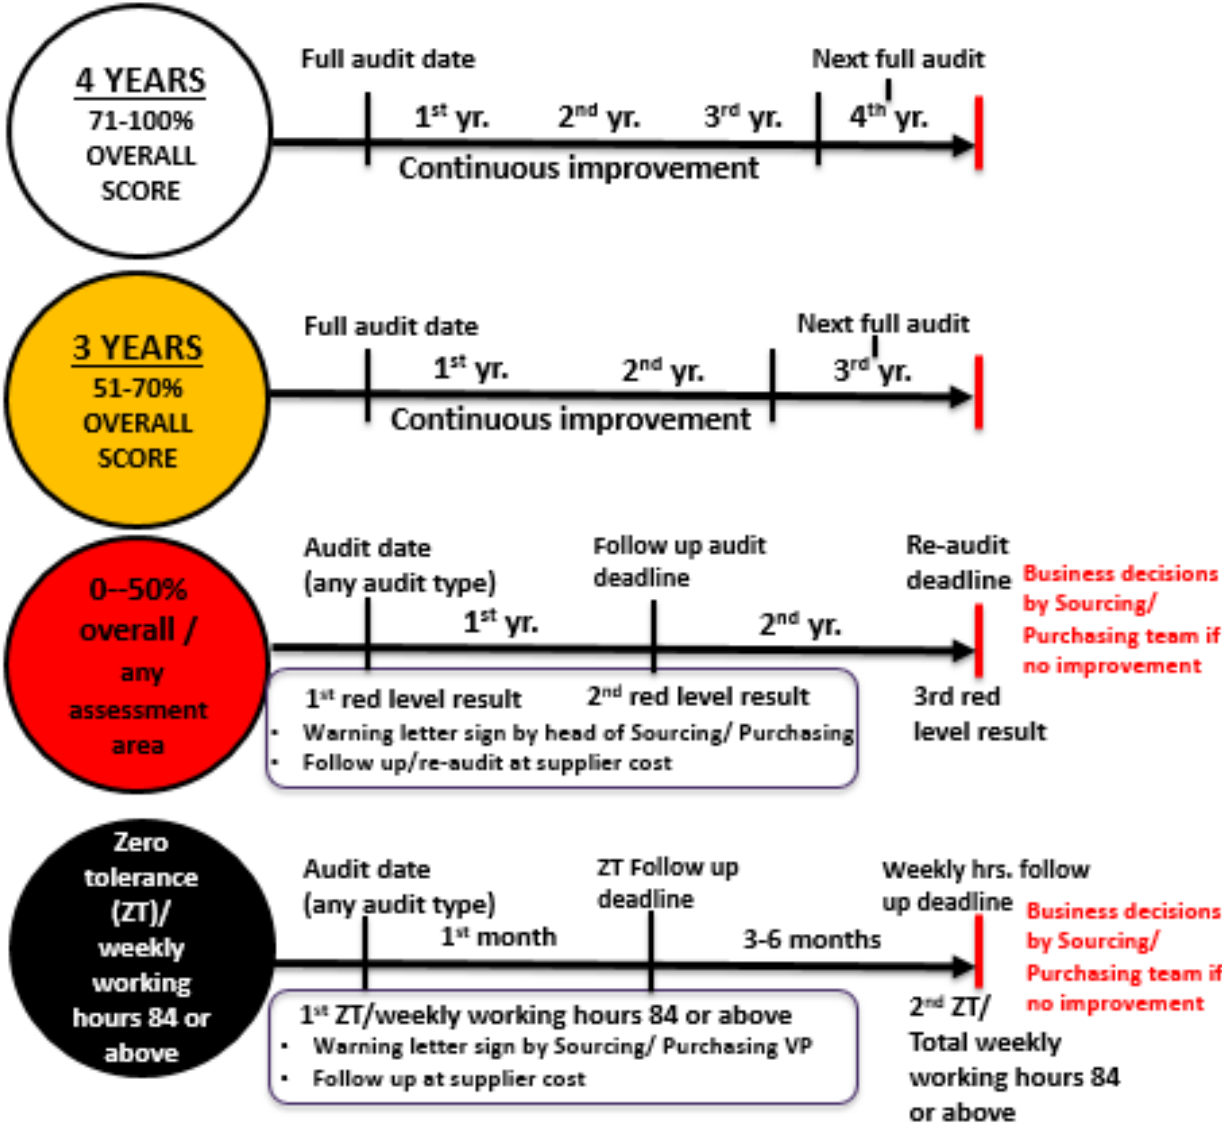 4 YEARS
71-100%
OVERALL
SCORE
Full audit date
Next full audit
1st yr. 2nd yr. 3rd yr. 4th yr.
Continuous improvement
3 YEARS
51-70%
OVERALL
SCORE
Full audit date
Next full audit
1st yr. 2nd yr. 3rd yr.
Continuous improvement
0--50%
overall /
any
assessment
area
Audit date
(any audit type)
Follow up audit
deadline
Re-audit
deadline
Business decisions
by Sourcing/
Purchasing team if
no improvement
1st yr. 2nd yr.
1st red level result 2nd red level result
• Warning letter sign by head of Sourcing/ Purchasing
• Follow up/re-audit at supplier cost
3rd red
level result
Zero
tolerance
(ZT)/
weekly
working
hours 84 or
above
Audit date
(any audit type)
ZT Follow up
deadline
Weekly hrs. follow
up deadline
Business decisions
by Sourcing/
Purchasing team if
no improvement
1st month 3-6 months
1st ZT/weekly working hours 84 or above
• Warning letter sign by Sourcing/ Purchasing VP
• Follow up at supplier cost
2nd ZT/
Total weekly
working hours 84
or above